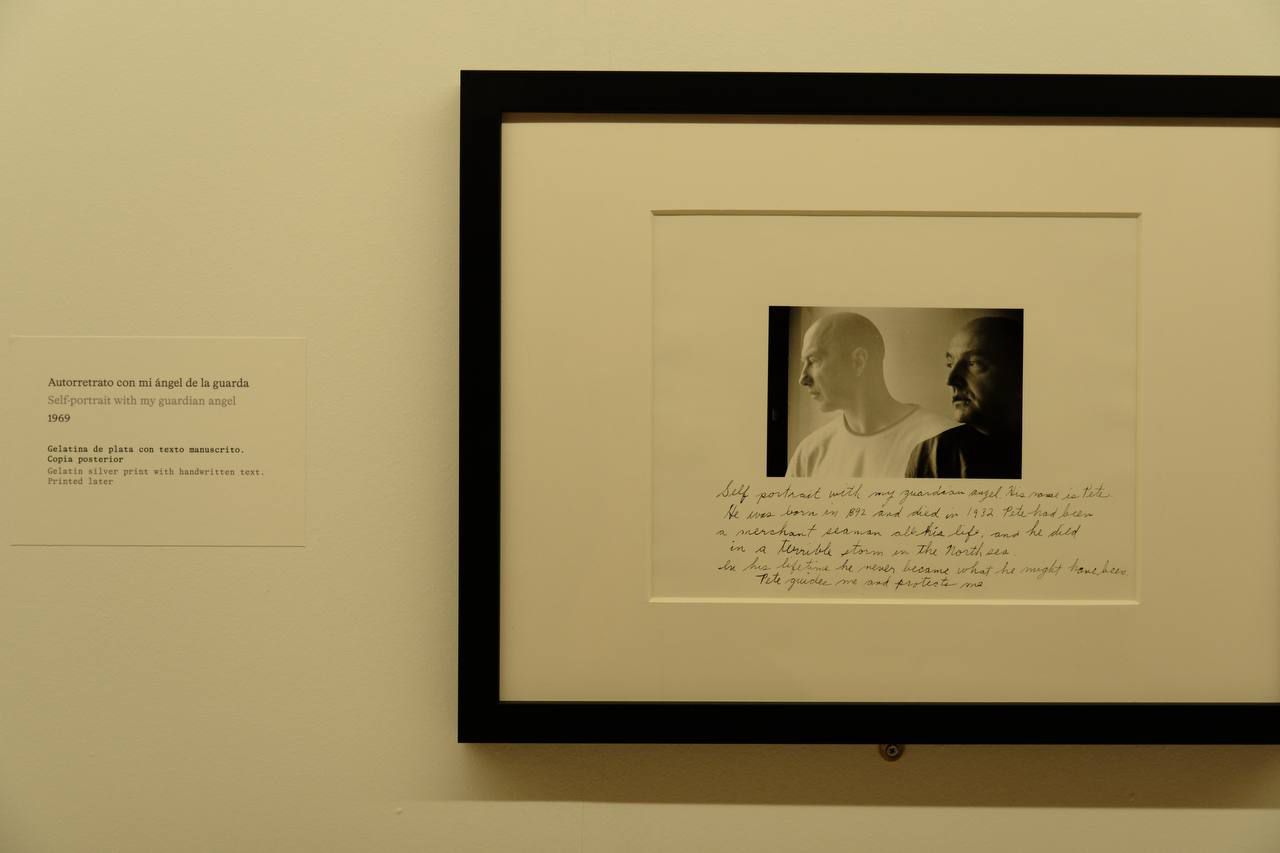 Autorretrato con mi ángel de la guarda
Self-portrait with my guardian angel
1969
Gelatina de plata con texto manuscrito.
Copia posterior
Gelatin silver print with handwritten text.
Printed later
Self portrait with my guardian angel. His name is Pete.
He was born in 1892 and died in 1932. Pete had been
a merchant seaman all his life, and he died
in a terrible storm in the North sea.
In his lifetime he never became what he might have been.
Pete guides me and protects me